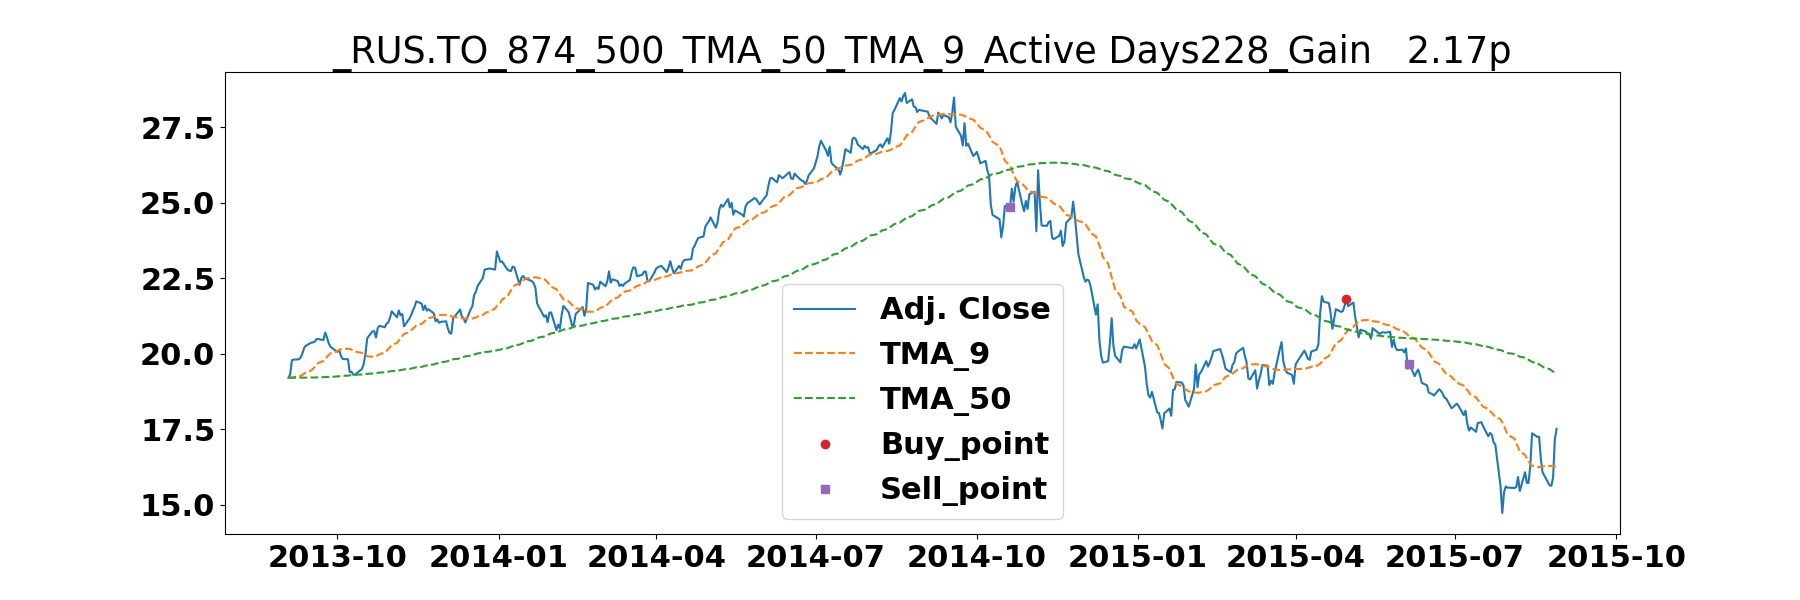 _RUS.TO_874_500_TMA_50_TMA_9_Active Days228_Gain   2.17p
27.5
25.0
22.5
20.0
17.5
15.0
Adj. Close
TMA_9
TMA_50
Buy_point
Sell_point
2013-10 2014-01 2014-04 2014-07 2014-10 2015-01 2015-04 2015-07 2015-10